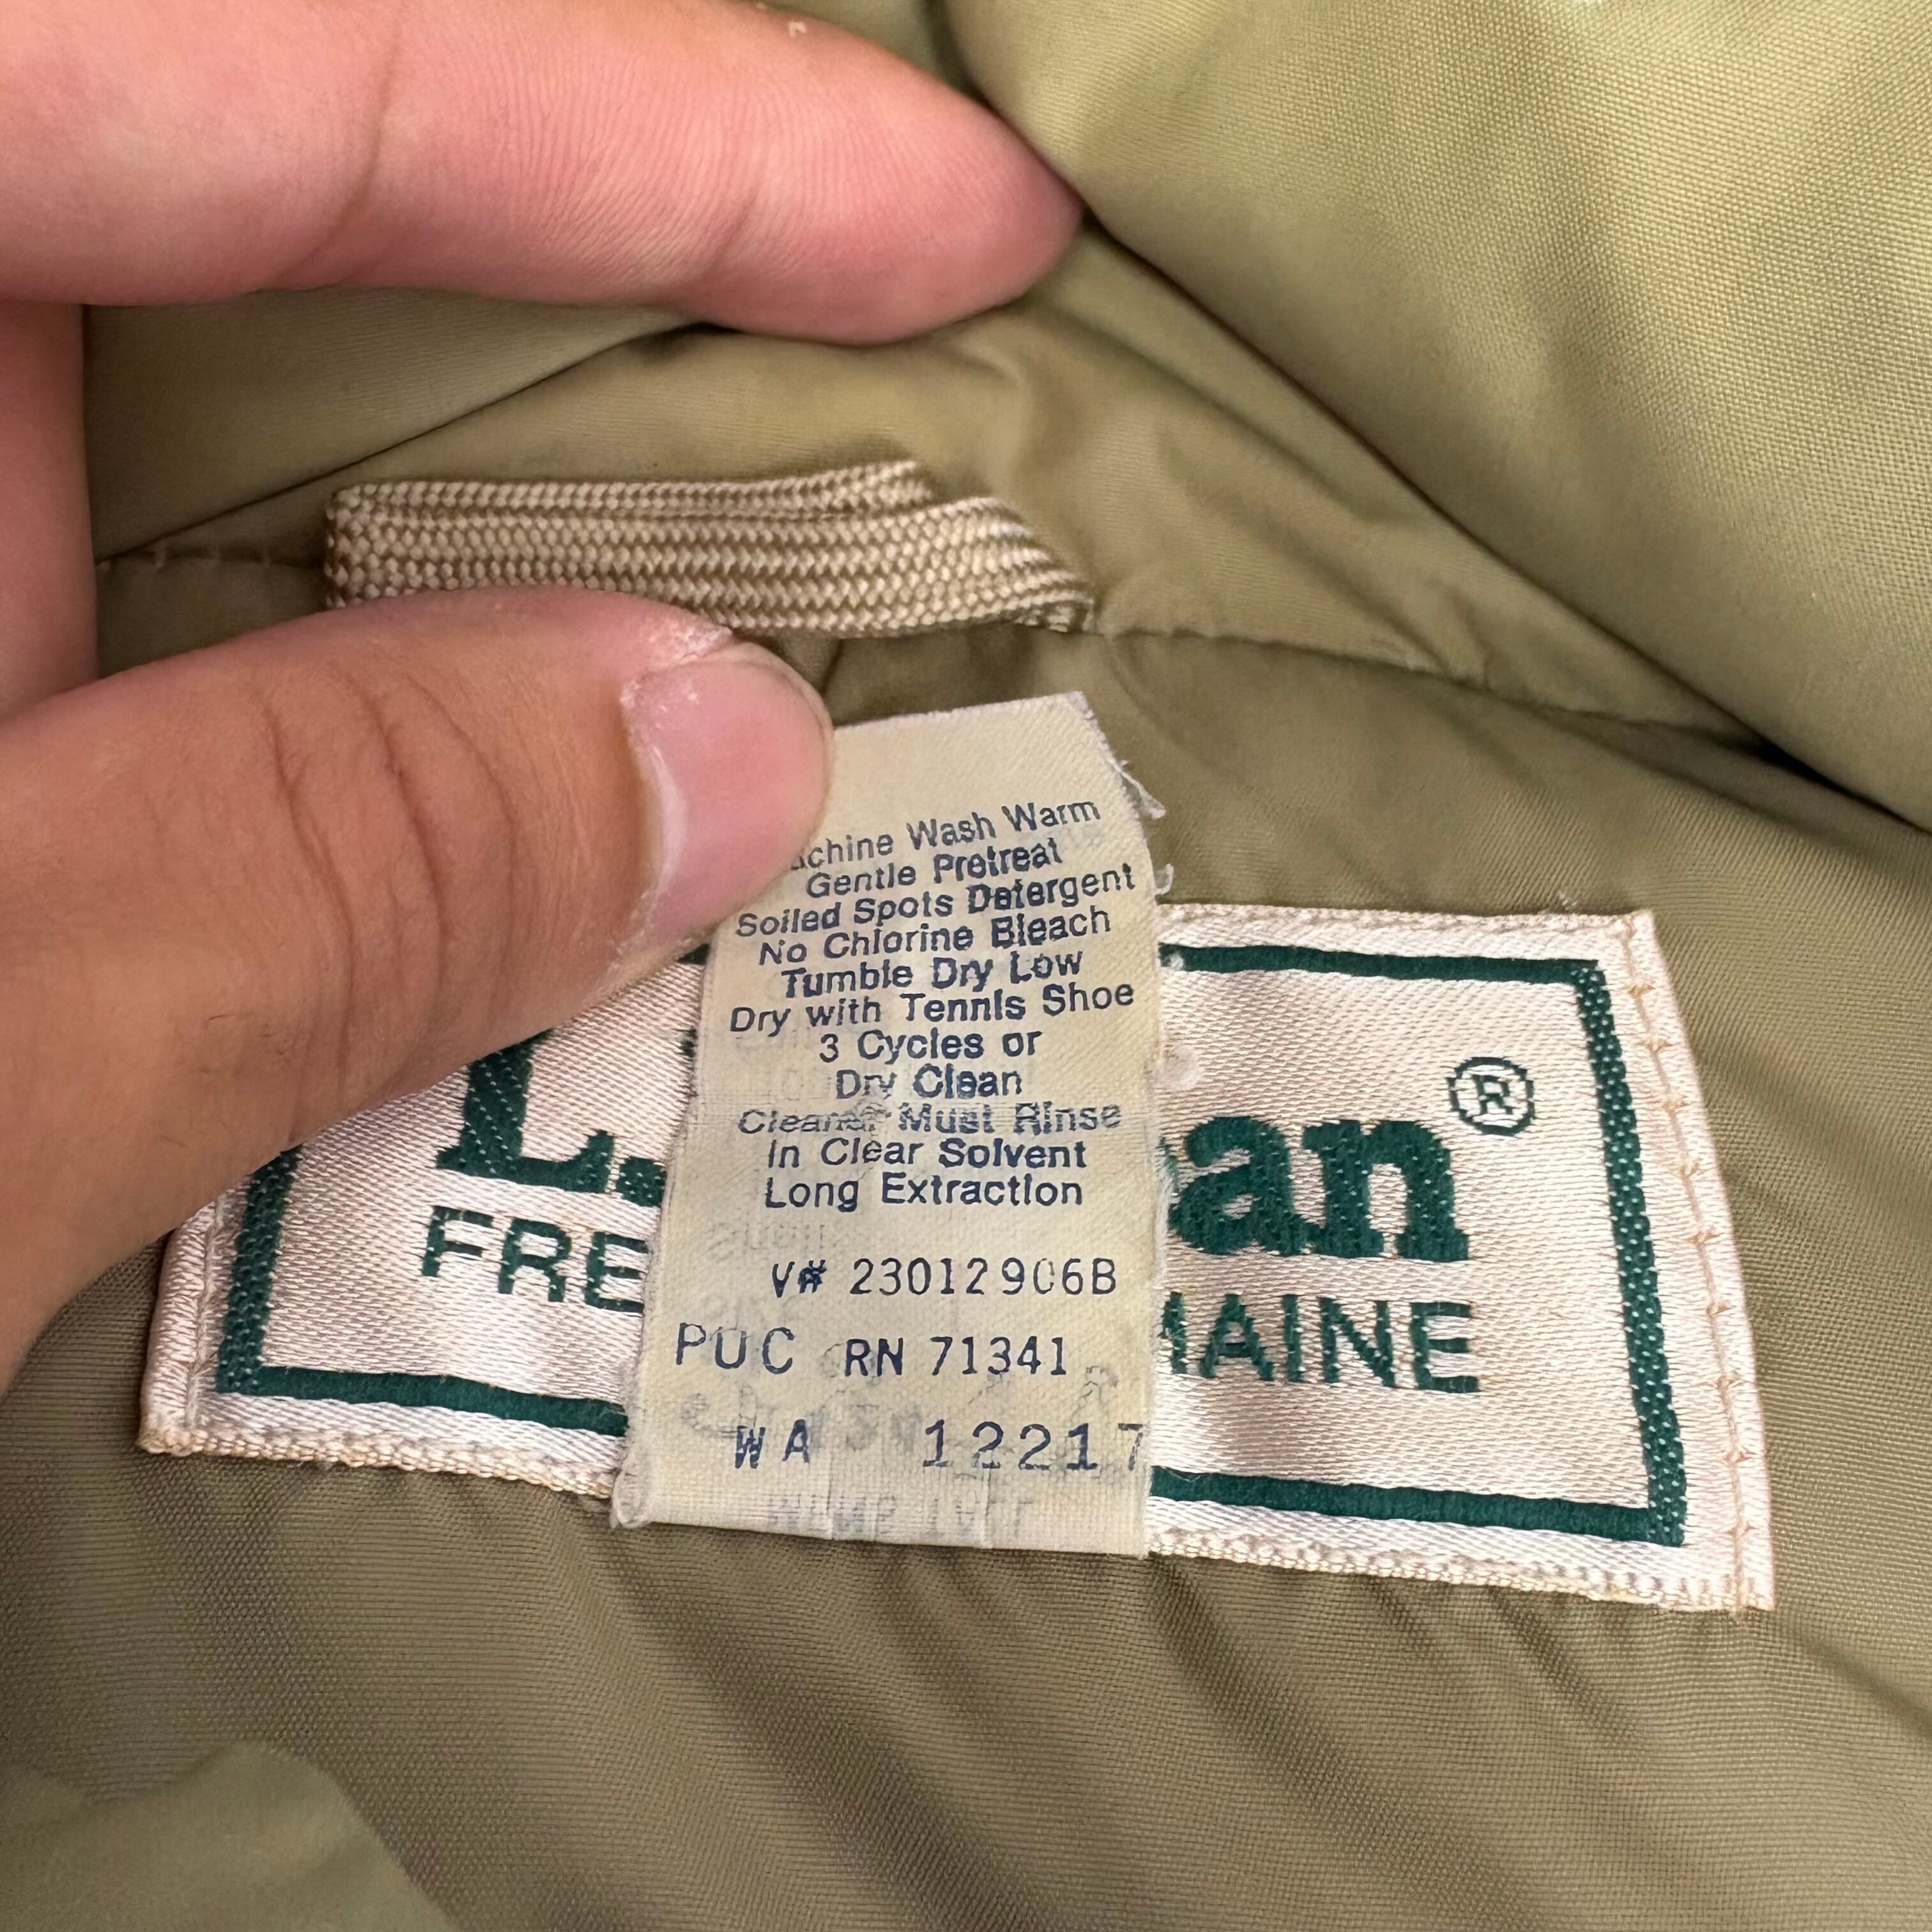 achine Wash Warm
Gentle Pretreat
Soiled Spots Detergent
No Chlorine Bleach
Tumble Dry Low
Dry with Tennis Shoe
3 Cycles or
Dry Clean
Cleaner Must Rinse
In Clear Solvent
Long Extraction
V# 23012906B
PUC RN 71341
WA 12217
L. ean ®
FRE MAINE